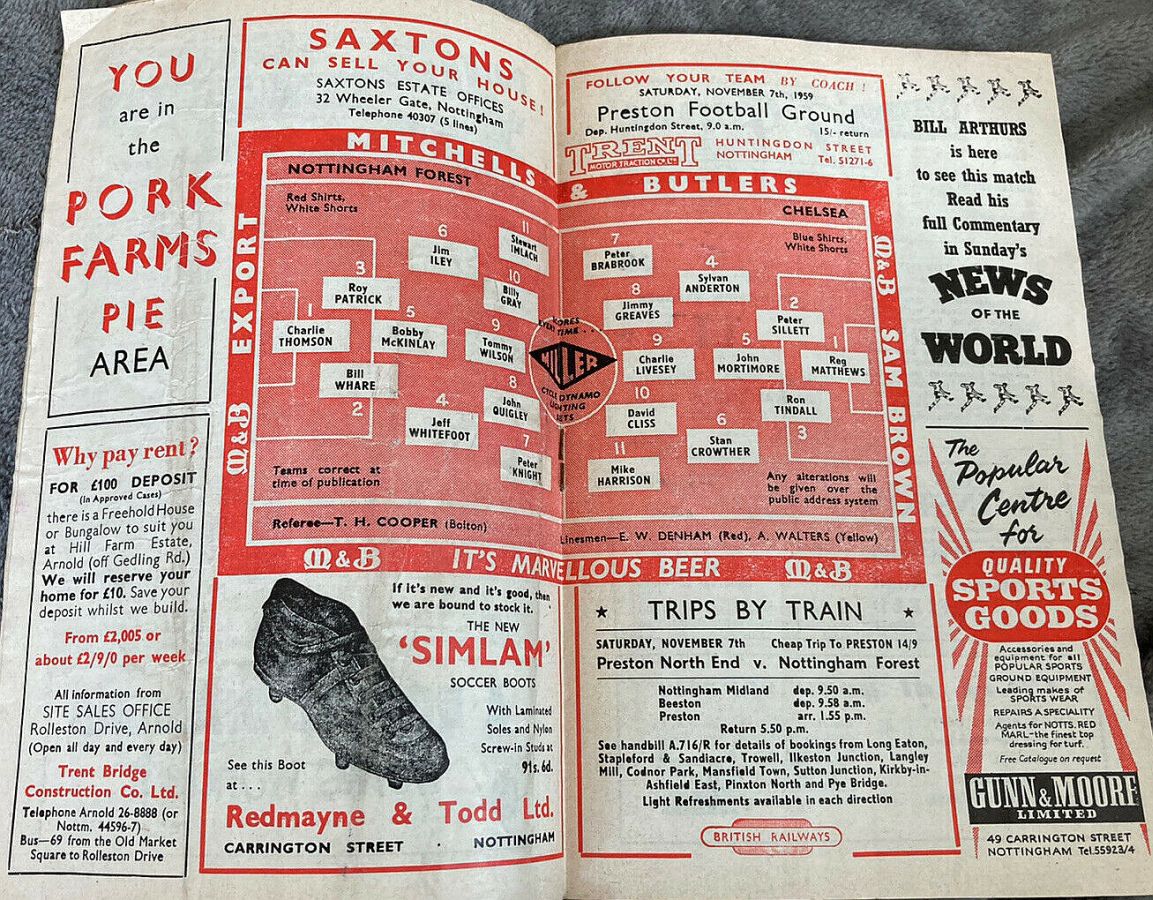 YOU
are in
the
PORK
FARMS
PIE
AREA
Why pay rent?
FOR £100 DEPOSIT
(in Approved Cases)
there is a Freehold House
or Bungalow to suit you
at Hill Farm Estate,
Arnold (off Gedling Rd.)
We will reserve your
home for £10. Save your
deposit whilst we build.
From £2,005 or
about £2/9/0 per week
All information from
SITE SALES OFFICE
Rolleston Drive, Arnold
(Open all day and every day)
Trent Bridge
Construction Co. Ltd.
Telephone Arnold 26-8888 (or
Nottm. 44596-7)
Bus—69 from the Old Market
Square to Rolleston Drive
SAXTONS
CAN SELL YOUR HOUSE!
SAXTONS ESTATE OFFICES
32 Wheeler Gate, Nottingham
Telephone 40307 (5 lines)
FOLLOW YOUR TEAM BY COACH!
SATURDAY, NOVEMBER 7th, 1959
Preston Football Ground
Dep. Huntingdon Street, 9.0 a.m. 15/- return
TRENT
MOTOR TRACTION CO. LTD.
HUNTINGDON STREET
NOTTINGHAM Tel. 51271-6
MITCHELLS & BUTLERS
M&B EXPORT
NOTTINGHAM FOREST
Red Shirts,
White Shorts
1
Charlie
THOMSON
3
Roy
PATRICK
Bill
WHARE
2
6
Jim
ILEY
5
Bobby
McKINLAY
4
Jeff
WHITEFOOT
11
Stewart
IMLACH
10
Billy
GRAY
9
Tommy
WILSON
8
John
QUIGLEY
7
Peter
KNIGHT
Teams correct at
time of publication
SCORES
EVERY TIME...
MILLER
CYCLE DYNAMO
LIGHTING
SETS
CHELSEA
Blue Shirts,
White Shorts
7
Peter
BRABROOK
8
Jimmy
GREAVES
9
Charlie
LIVESEY
10
David
CLISS
11
Mike
HARRISON
4
Sylvan
ANDERTON
5
John
MORTIMORE
6
Stan
CROWTHER
2
Peter
SILLETT
Ron
TINDALL
3
1
Reg
MATTHEWS
Any alterations will
be given over the
public address system
Referee—T. H. COOPER (Bolton)
Linesmen—E. W. DENHAM (Red), A. WALTERS (Yellow)
M&B SAM BROWN
M&B IT'S MARVELLOUS BEER M&B
If it's new and it's good, then
we are bound to stock it.
THE NEW
'SIMLAM'
SOCCER BOOTS
With Laminated
Soles and Nylon
Screw-in Studs at
91s. 6d.
See this Boot
at...
Redmayne & Todd Ltd.
CARRINGTON STREET · NOTTINGHAM
TRIPS BY TRAIN
SATURDAY, NOVEMBER 7th Cheap Trip To PRESTON 14/9
Preston North End v. Nottingham Forest
Nottingham Midland dep. 9.50 a.m.
Beeston dep. 9.58 a.m.
Preston arr. 1.55 p.m.
Return 5.50 p.m.
See handbill A.716/R for details of bookings from Long Eaton,
Stapleford & Sandiacre, Trowell, Ilkeston Junction, Langley
Mill, Codnor Park, Mansfield Town, Sutton Junction, Kirkby-in-
Ashfield East, Pinxton North and Pye Bridge.
Light Refreshments available in each direction
BRITISH RAILWAYS
BILL ARTHURS
is here
to see this match
Read his
full Commentary
in Sunday's
NEWS
OF THE
WORLD
The
Popular
Centre
for
QUALITY
SPORTS
GOODS
Accessories and
equipment for all
POPULAR SPORTS
GROUND EQUIPMENT
Leading makes of
SPORTS WEAR
REPAIRS A SPECIALITY
Agents for NOTTS. RED
MARL-the finest top
dressing for turf.
Free Catalogue on request
GUNN & MOORE
LIMITED
49 CARRINGTON STREET
NOTTINGHAM Tel.55923/4